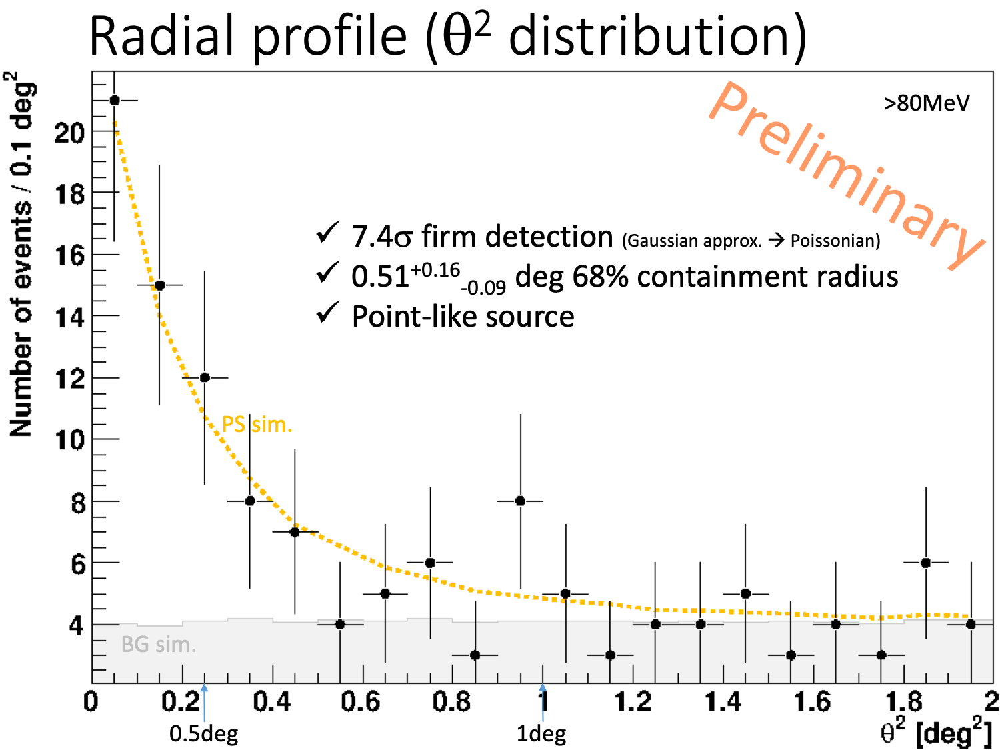 Radial profile (θ² distribution)
Number of events / 0.1 deg²
>80MeV
Preliminary
✓ 7.4σ firm detection (Gaussian approx. → Poissonian)
✓ 0.51+0.16-0.09 deg 68% containment radius
✓ Point-like source
20
18
16
14
12
10
8
6
4
PS sim.
BG sim.
0 0.2 0.4 0.6 0.8 1 1.2 1.4 1.6 1.8 2
0.5deg 1deg
θ² [deg²]